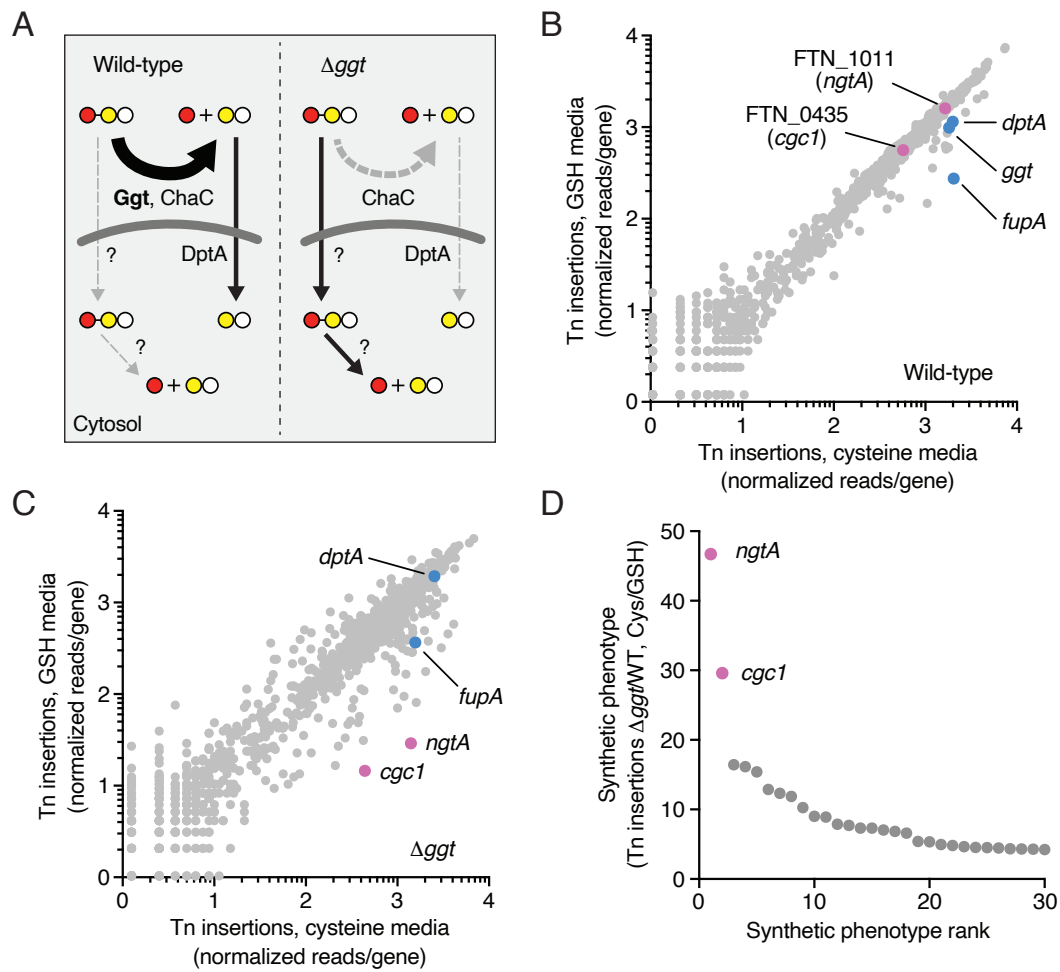 A
Wild-type
Δggt
+
+
Ggt, ChaC
ChaC
?
DptA
?
DptA
?
?
+
+
Cytosol
B
4
3
2
1
0
0
1
2
3
4
Tn insertions, GSH media
(normalized reads/gene)
FTN_1011
(ngtA)
FTN_0435
(cgc1)
dptA
ggt
fupA
Wild-type
Tn insertions, cysteine media
(normalized reads/gene)
C
4
3
2
1
0
0
1
2
3
4
Tn insertions, GSH media
(normalized reads/gene)
dptA
fupA
ngtA
cgc1
Δggt
Tn insertions, cysteine media
(normalized reads/gene)
D
50
40
30
20
10
0
0
10
20
30
Synthetic phenotype
(Tn insertions Δggt/WT, Cys/GSH)
ngtA
cgc1
Synthetic phenotype rank